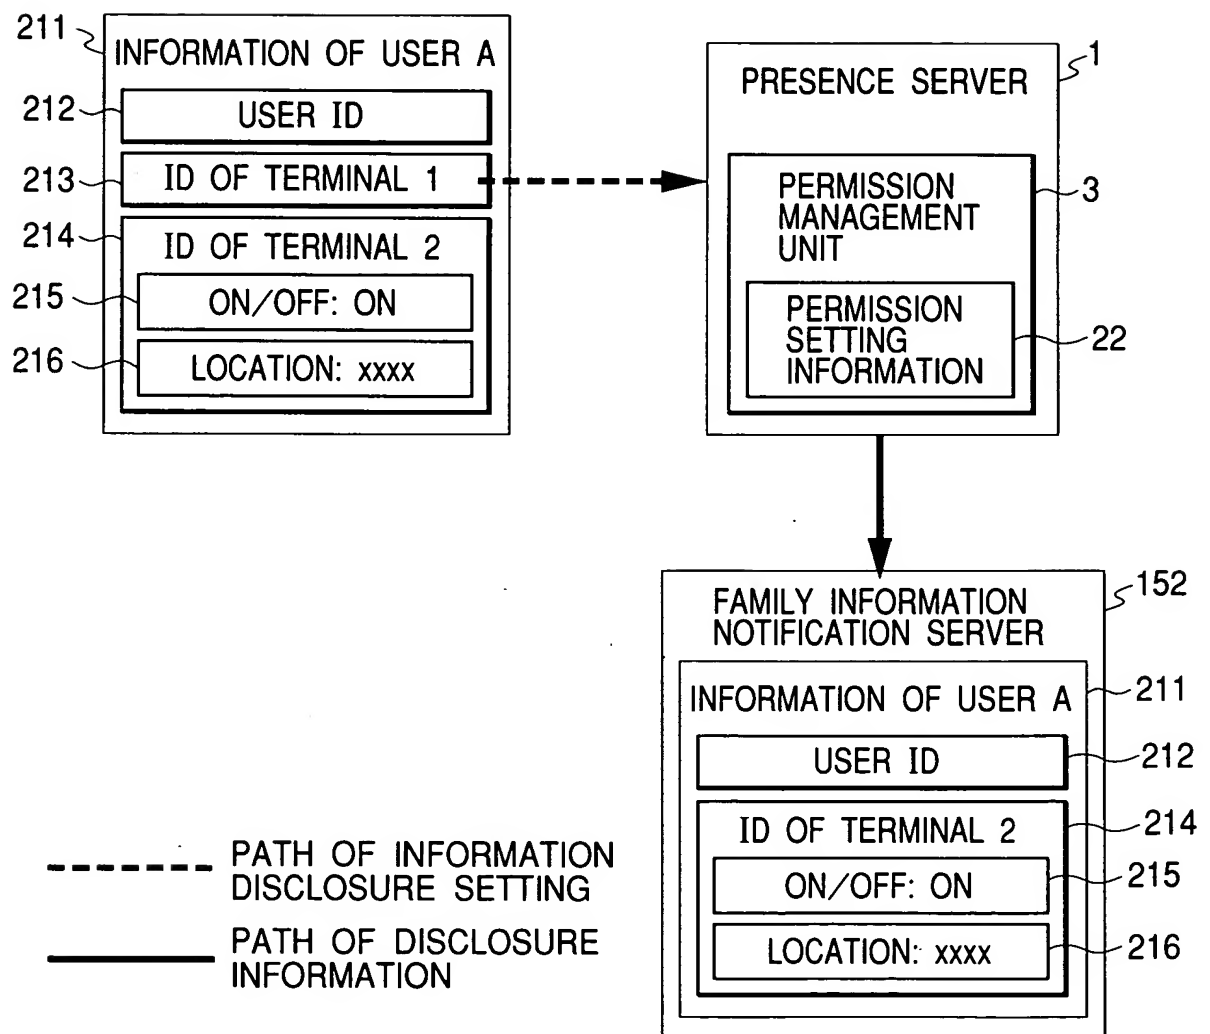 211
INFORMATION OF USER A
212
USER ID
213
ID OF TERMINAL 1
214
ID OF TERMINAL 2
215
ON/OFF: ON
216
LOCATION: xxxx
1
PRESENCE SERVER
PERMISSION
MANAGEMENT
UNIT
3
PERMISSION
SETTING
INFORMATION
22
152
FAMILY INFORMATION
NOTIFICATION SERVER
INFORMATION OF USER A
211
USER ID
212
ID OF TERMINAL 2
214
ON/OFF: ON
215
LOCATION: xxxx
216
PATH OF INFORMATION
DISCLOSURE SETTING
PATH OF DISCLOSURE
INFORMATION